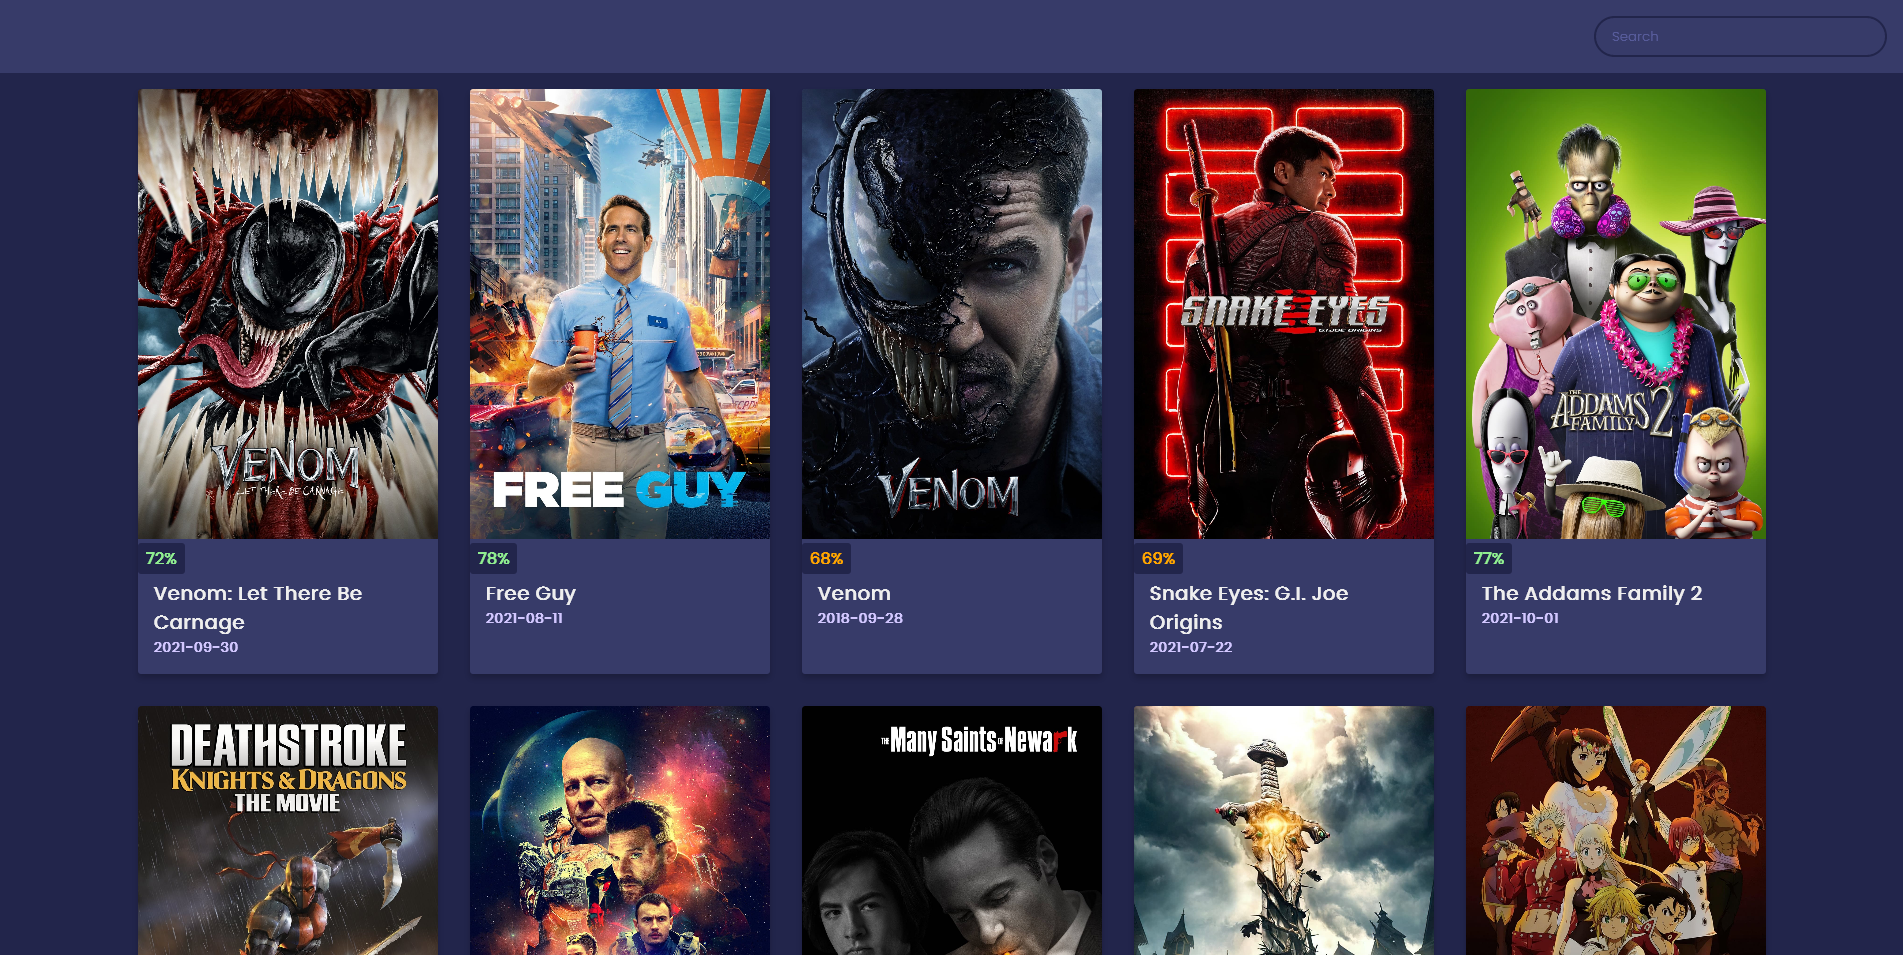 Search
VENOM
LET THERE BE CARNAGE
FREE GUY
VENOM
SNAKE EYES
G.I. JOE ORIGINS
THE
ADDAMS
FAMILY 2
72%
Venom: Let There Be
Carnage
2021-09-30
78%
Free Guy
2021-08-11
68%
Venom
2018-09-28
69%
Snake Eyes: G.I. Joe
Origins
2021-07-22
77%
The Addams Family 2
2021-10-01
DEATHSTROKE
KNIGHTS & DRAGONS
THE MOVIE
THE Many Saints OF Newark